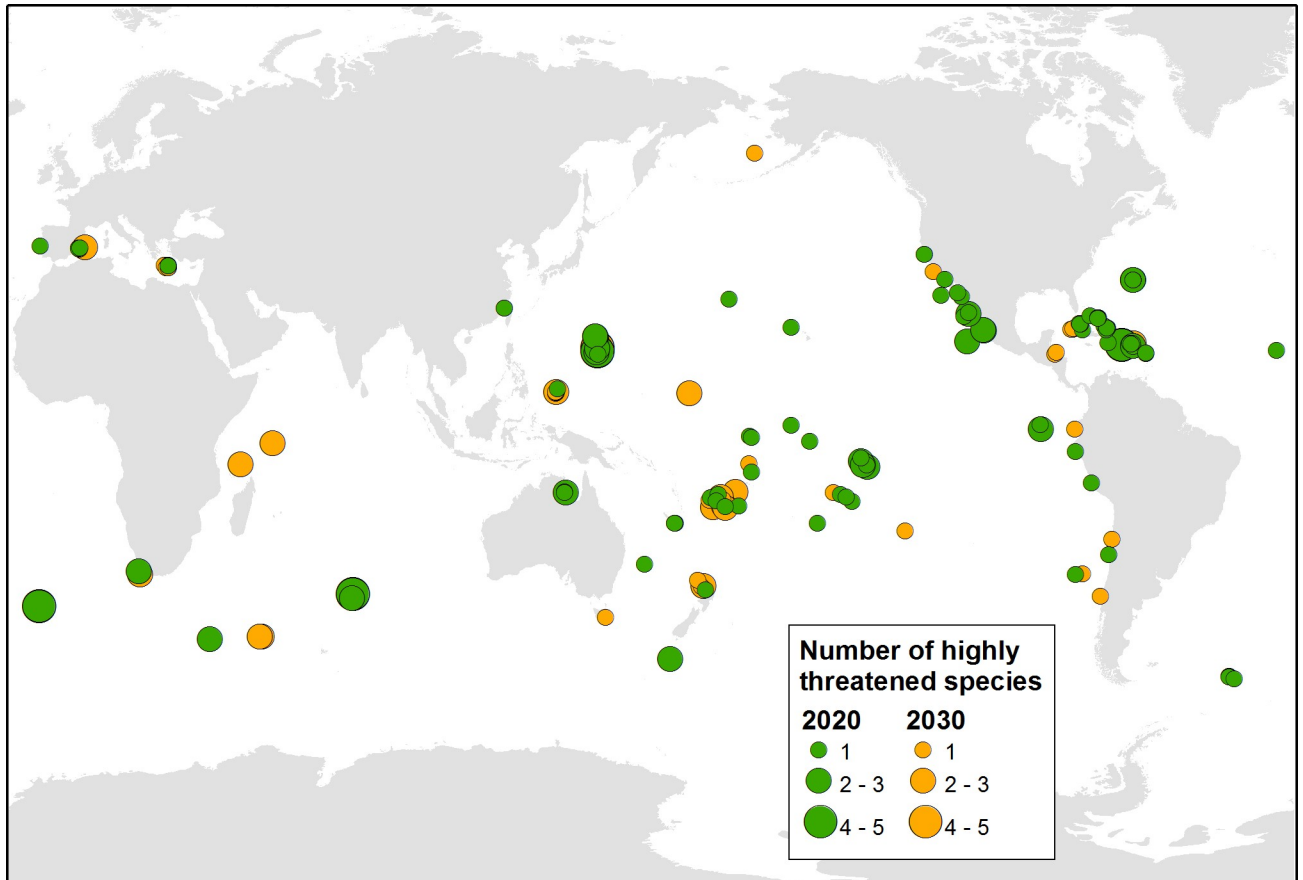 Number of highly
threatened species
2020 2030
1 1
2 - 3 2 - 3
4 - 5 4 - 5